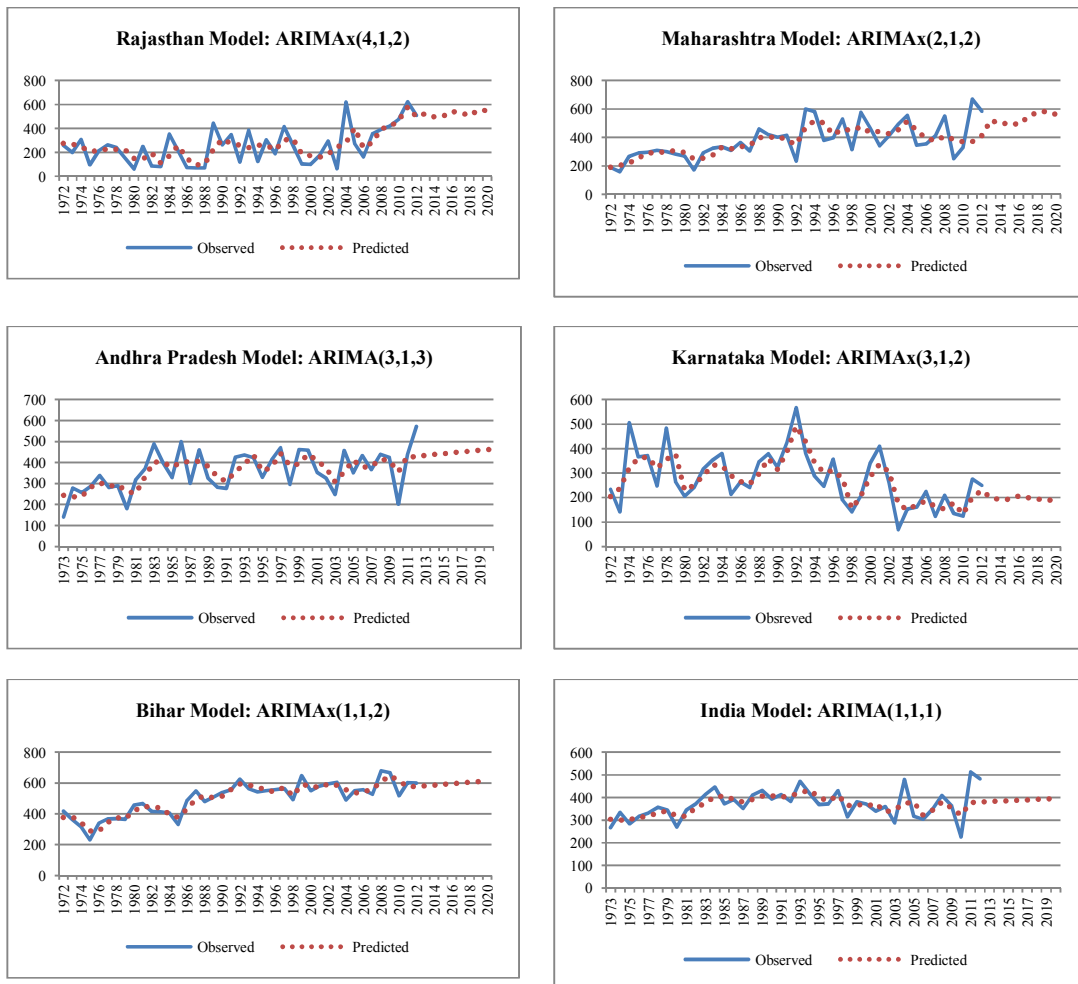 Rajasthan Model: ARIMAx(4,1,2)
800
600
400
200
0
1972 1974 1976 1978 1980 1982 1984 1986 1988 1990 1992 1994 1996 1998 2000 2002 2004 2006 2008 2010 2012 2014 2016 2018 2020
Observed Predicted
Maharashtra Model: ARIMAx(2,1,2)
800
600
400
200
0
1972 1974 1976 1978 1980 1982 1984 1986 1988 1990 1992 1994 1996 1998 2000 2002 2004 2006 2008 2010 2012 2014 2016 2018 2020
Observed Predicted
Andhra Pradesh Model: ARIMA(3,1,3)
700
600
500
400
300
200
100
0
1973 1975 1977 1979 1981 1983 1985 1987 1989 1991 1993 1995 1997 1999 2001 2003 2005 2007 2009 2011 2013 2015 2017 2019
Observed Predicted
Karnataka Model: ARIMAx(3,1,2)
600
500
400
300
200
100
0
1972 1974 1976 1978 1980 1982 1984 1986 1988 1990 1992 1994 1996 1998 2000 2002 2004 2006 2008 2010 2012 2014 2016 2018 2020
Obsreved Predicted
Bihar Model: ARIMAx(1,1,2)
800
600
400
200
0
1972 1974 1976 1978 1980 1982 1984 1986 1988 1990 1992 1994 1996 1998 2000 2002 2004 2006 2008 2010 2012 2014 2016 2018 2020
Observed Predicted
India Model: ARIMA(1,1,1)
600
500
400
300
200
100
0
1973 1975 1977 1979 1981 1983 1985 1987 1989 1991 1993 1995 1997 1999 2001 2003 2005 2007 2009 2011 2013 2015 2017 2019
Observed Predicted